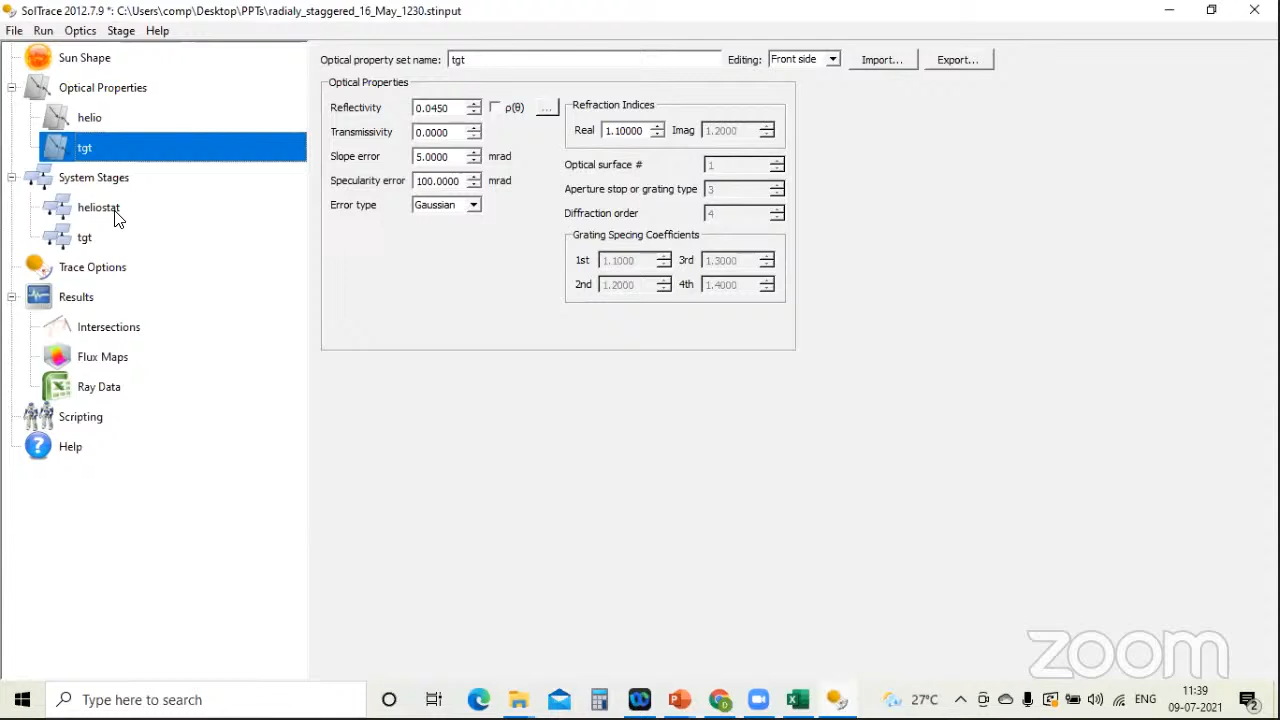 SolTrace 2012.7.9 *: C:\Users\comp\Desktop\PPTs\radialy_staggered_16_May_1230.stinput
File Run Optics Stage Help
Sun Shape
Optical Properties
helio
tgt
System Stages
heliostat
tgt
Trace Options
Results
Intersections
Flux Maps
Ray Data
Scripting
Help
Optical property set name: tgt Editing: Front side Import... Export...
Optical Properties
Reflectivity 0.0450 ρ(θ) ...
Transmissivity 0.0000
Slope error 5.0000 mrad
Specularity error 100.0000 mrad
Error type Gaussian
Refraction Indices
Real 1.10000 Imag 1.2000
Optical surface # 1
Aperture stop or grating type 3
Diffraction order 4
Grating Specing Coefficients
1st 1.1000 3rd 1.3000
2nd 1.2000 4th 1.4000
zoom
Type here to search
27°C ENG 11:39
09-07-2021 2